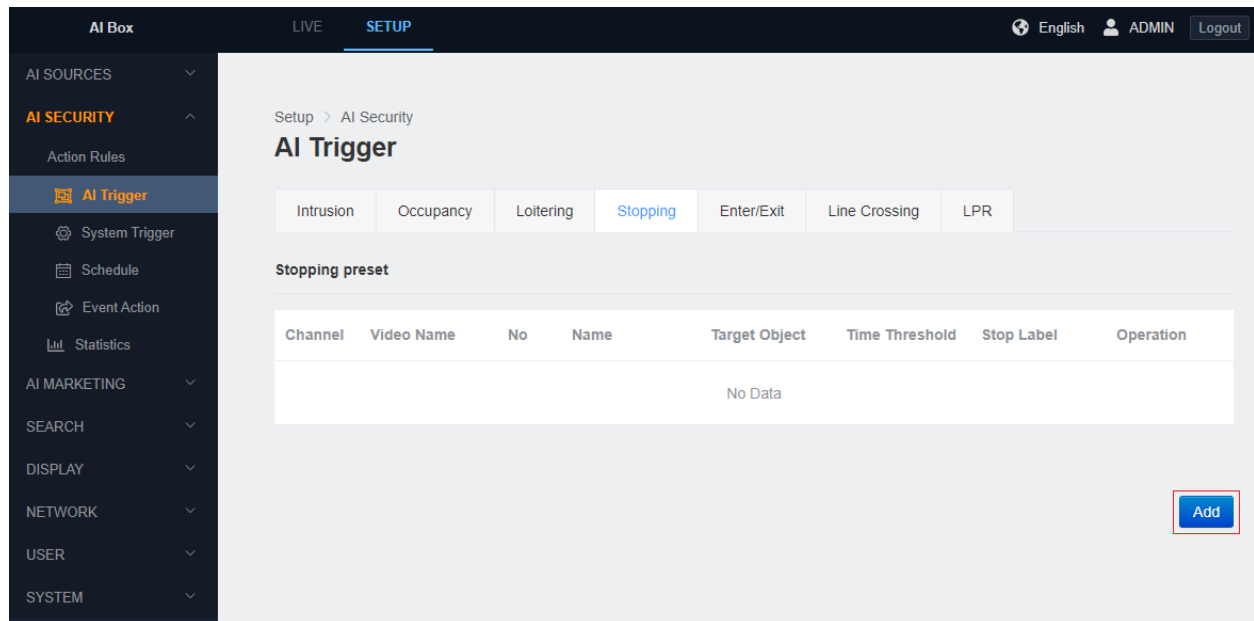 AI Box LIVE SETUP English ADMIN Logout
AI SOURCES
AI SECURITY
Action Rules
AI Trigger
System Trigger
Schedule
Event Action
Statistics
AI MARKETING
SEARCH
DISPLAY
NETWORK
USER
SYSTEM
Setup > AI Security
AI Trigger
Intrusion Occupancy Loitering Stopping Enter/Exit Line Crossing LPR
Stopping preset
Channel Video Name No Name Target Object Time Threshold Stop Label Operation
No Data
Add